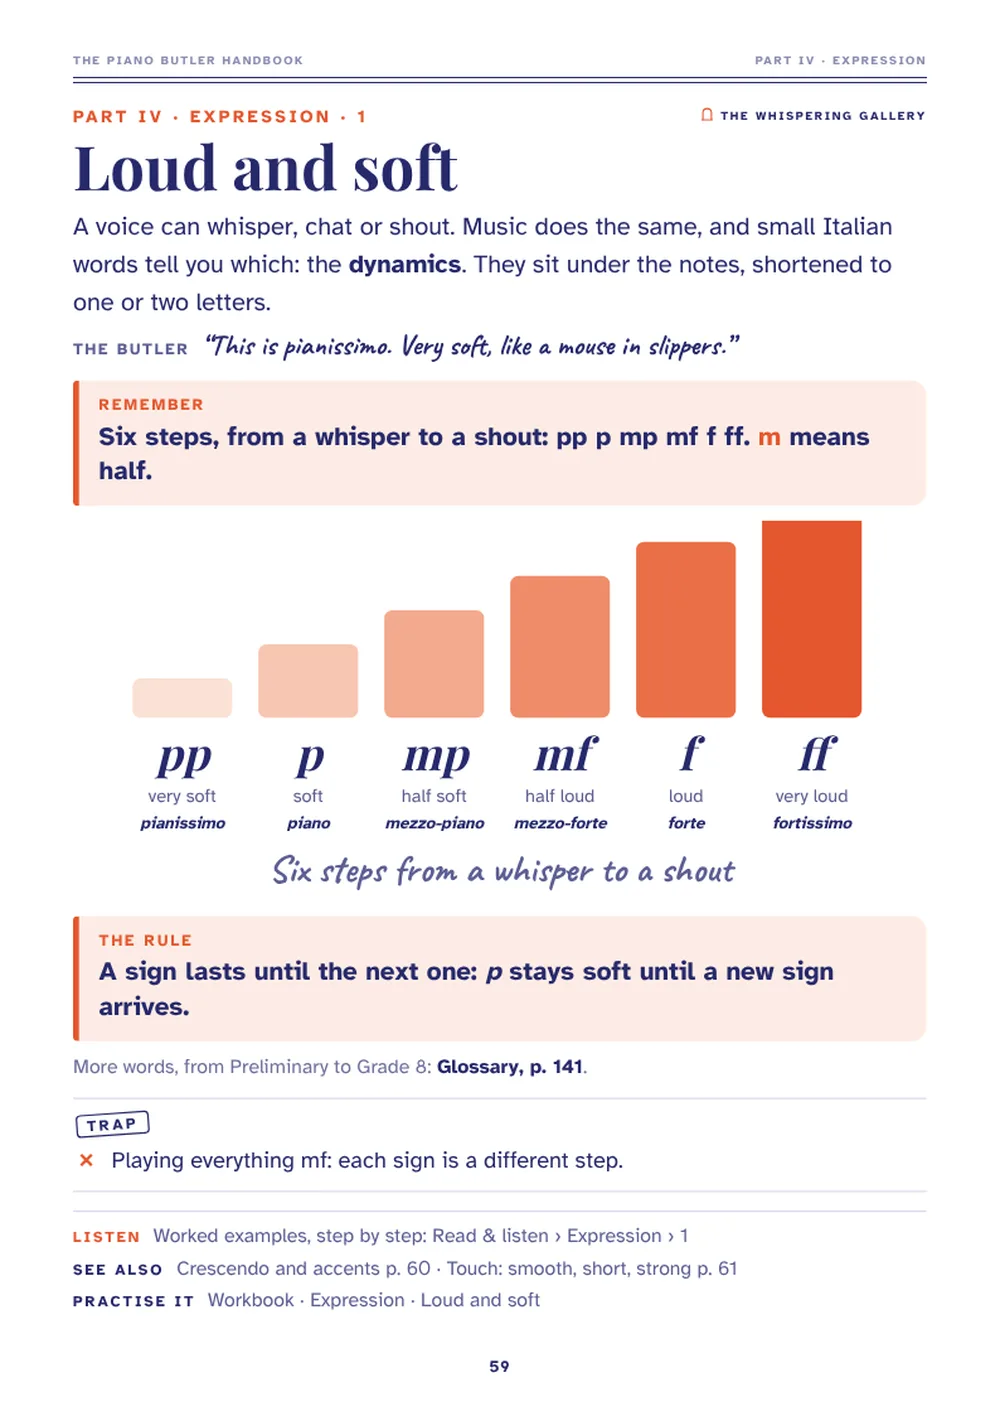 THE PIANO BUTLER HANDBOOK
PART IV · EXPRESSION
PART IV · EXPRESSION · 1
THE WHISPERING GALLERY
Loud and soft
A voice can whisper, chat or shout. Music does the same, and small Italian
words tell you which: the dynamics. They sit under the notes, shortened to
one or two letters.
THE BUTLER “This is pianissimo. Very soft, like a mouse in slippers.”
REMEMBER
Six steps, from a whisper to a shout: pp p mp mf f ff. m means
half.
pp p mp mf f ff
very soft soft half soft half loud loud very loud
pianissimo piano mezzo-piano mezzo-forte forte fortissimo
Six steps from a whisper to a shout
THE RULE
A sign lasts until the next one: p stays soft until a new sign
arrives.
More words, from Preliminary to Grade 8: Glossary, p. 141.
TRAP
× Playing everything mf: each sign is a different step.
LISTEN Worked examples, step by step: Read & listen › Expression › 1
SEE ALSO Crescendo and accents p. 60 · Touch: smooth, short, strong p. 61
PRACTISE IT Workbook · Expression · Loud and soft
59